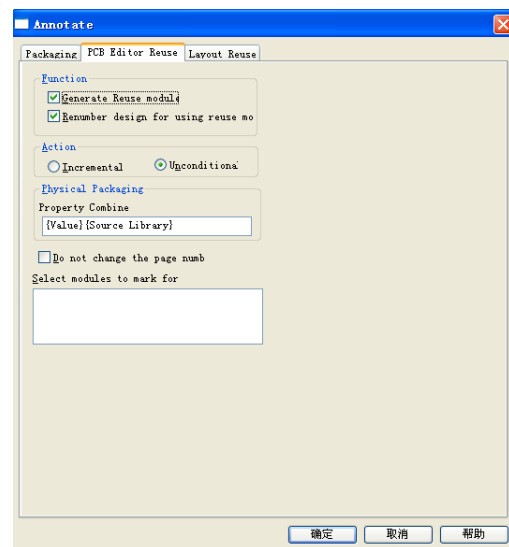 Annotate
Packaging PCB Editor Reuse Layout Reuse
Function
Generate Reuse module
Renumber design for using reuse mo
Action
Incremental Unconditional
Physical Packaging
Property Combine
{Value}{Source Library}
Do not change the page numb
Select modules to mark for
确定 取消 帮助